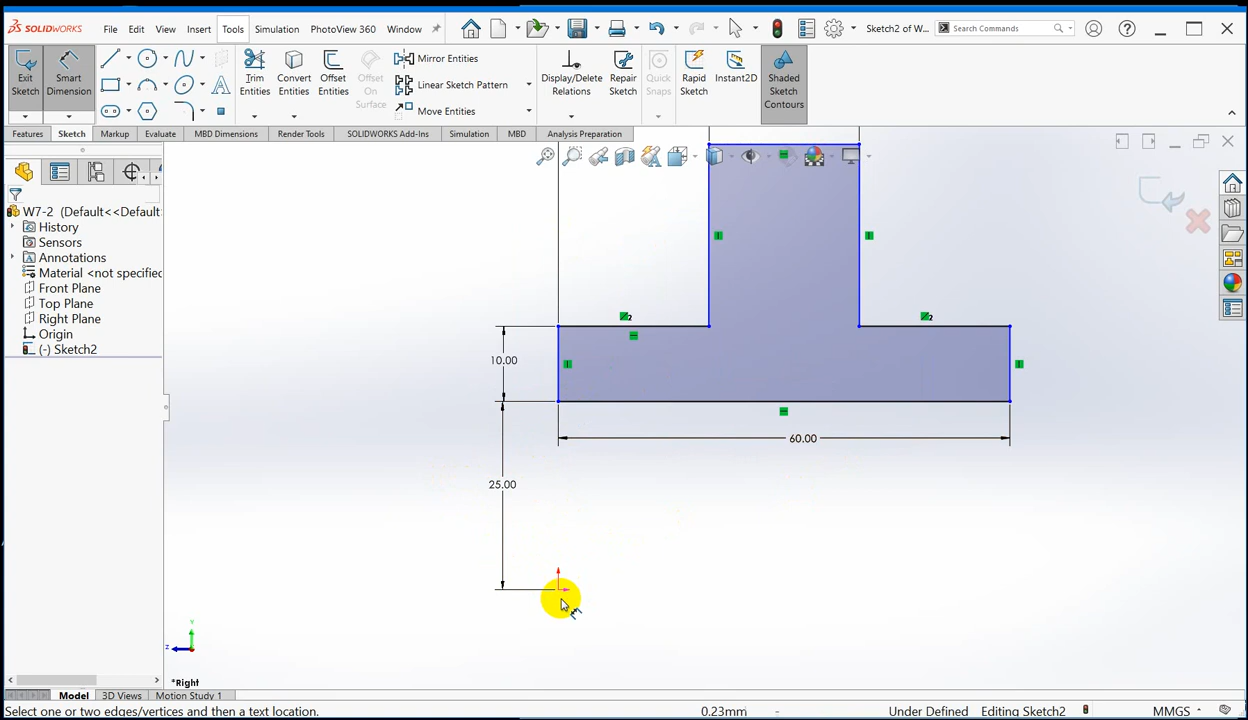 SOLIDWORKS
File
Edit
View
Insert
Tools
Simulation
PhotoView 360
Window
Sketch2 of W...
Search Commands
Exit
Sketch
Smart
Dimension
Trim
Entities
Convert
Entities
Offset
Entities
Offset
On
Surface
Mirror Entities
Linear Sketch Pattern
Move Entities
Display/Delete
Relations
Repair
Sketch
Quick
Snaps
Rapid
Sketch
Instant2D
Shaded
Sketch
Contours
Features
Sketch
Markup
Evaluate
MBD Dimensions
Render Tools
SOLIDWORKS Add-Ins
Simulation
MBD
Analysis Preparation
W7-2 (Default<<Default
History
Sensors
Annotations
Material <not specified
Front Plane
Top Plane
Right Plane
Origin
(-) Sketch2
2
2
10.00
60.00
25.00
Y
Z
*Right
Model
3D Views
Motion Study 1
Select one or two edges/vertices and then a text location.
0.23mm
-
Under Defined
Editing Sketch2
MMGS